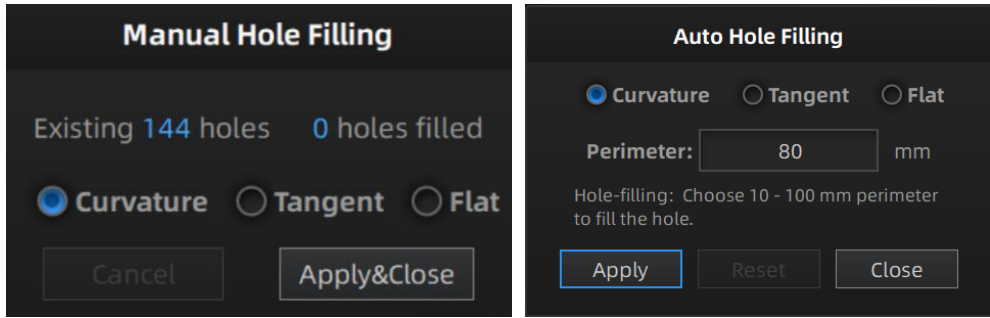 Manual Hole Filling
Existing 144 holes 0 holes filled
Curvature Tangent Flat
Cancel Apply&Close
Auto Hole Filling
Curvature Tangent Flat
Perimeter: 80 mm
Hole-filling: Choose 10 - 100 mm perimeter
to fill the hole.
Apply Reset Close